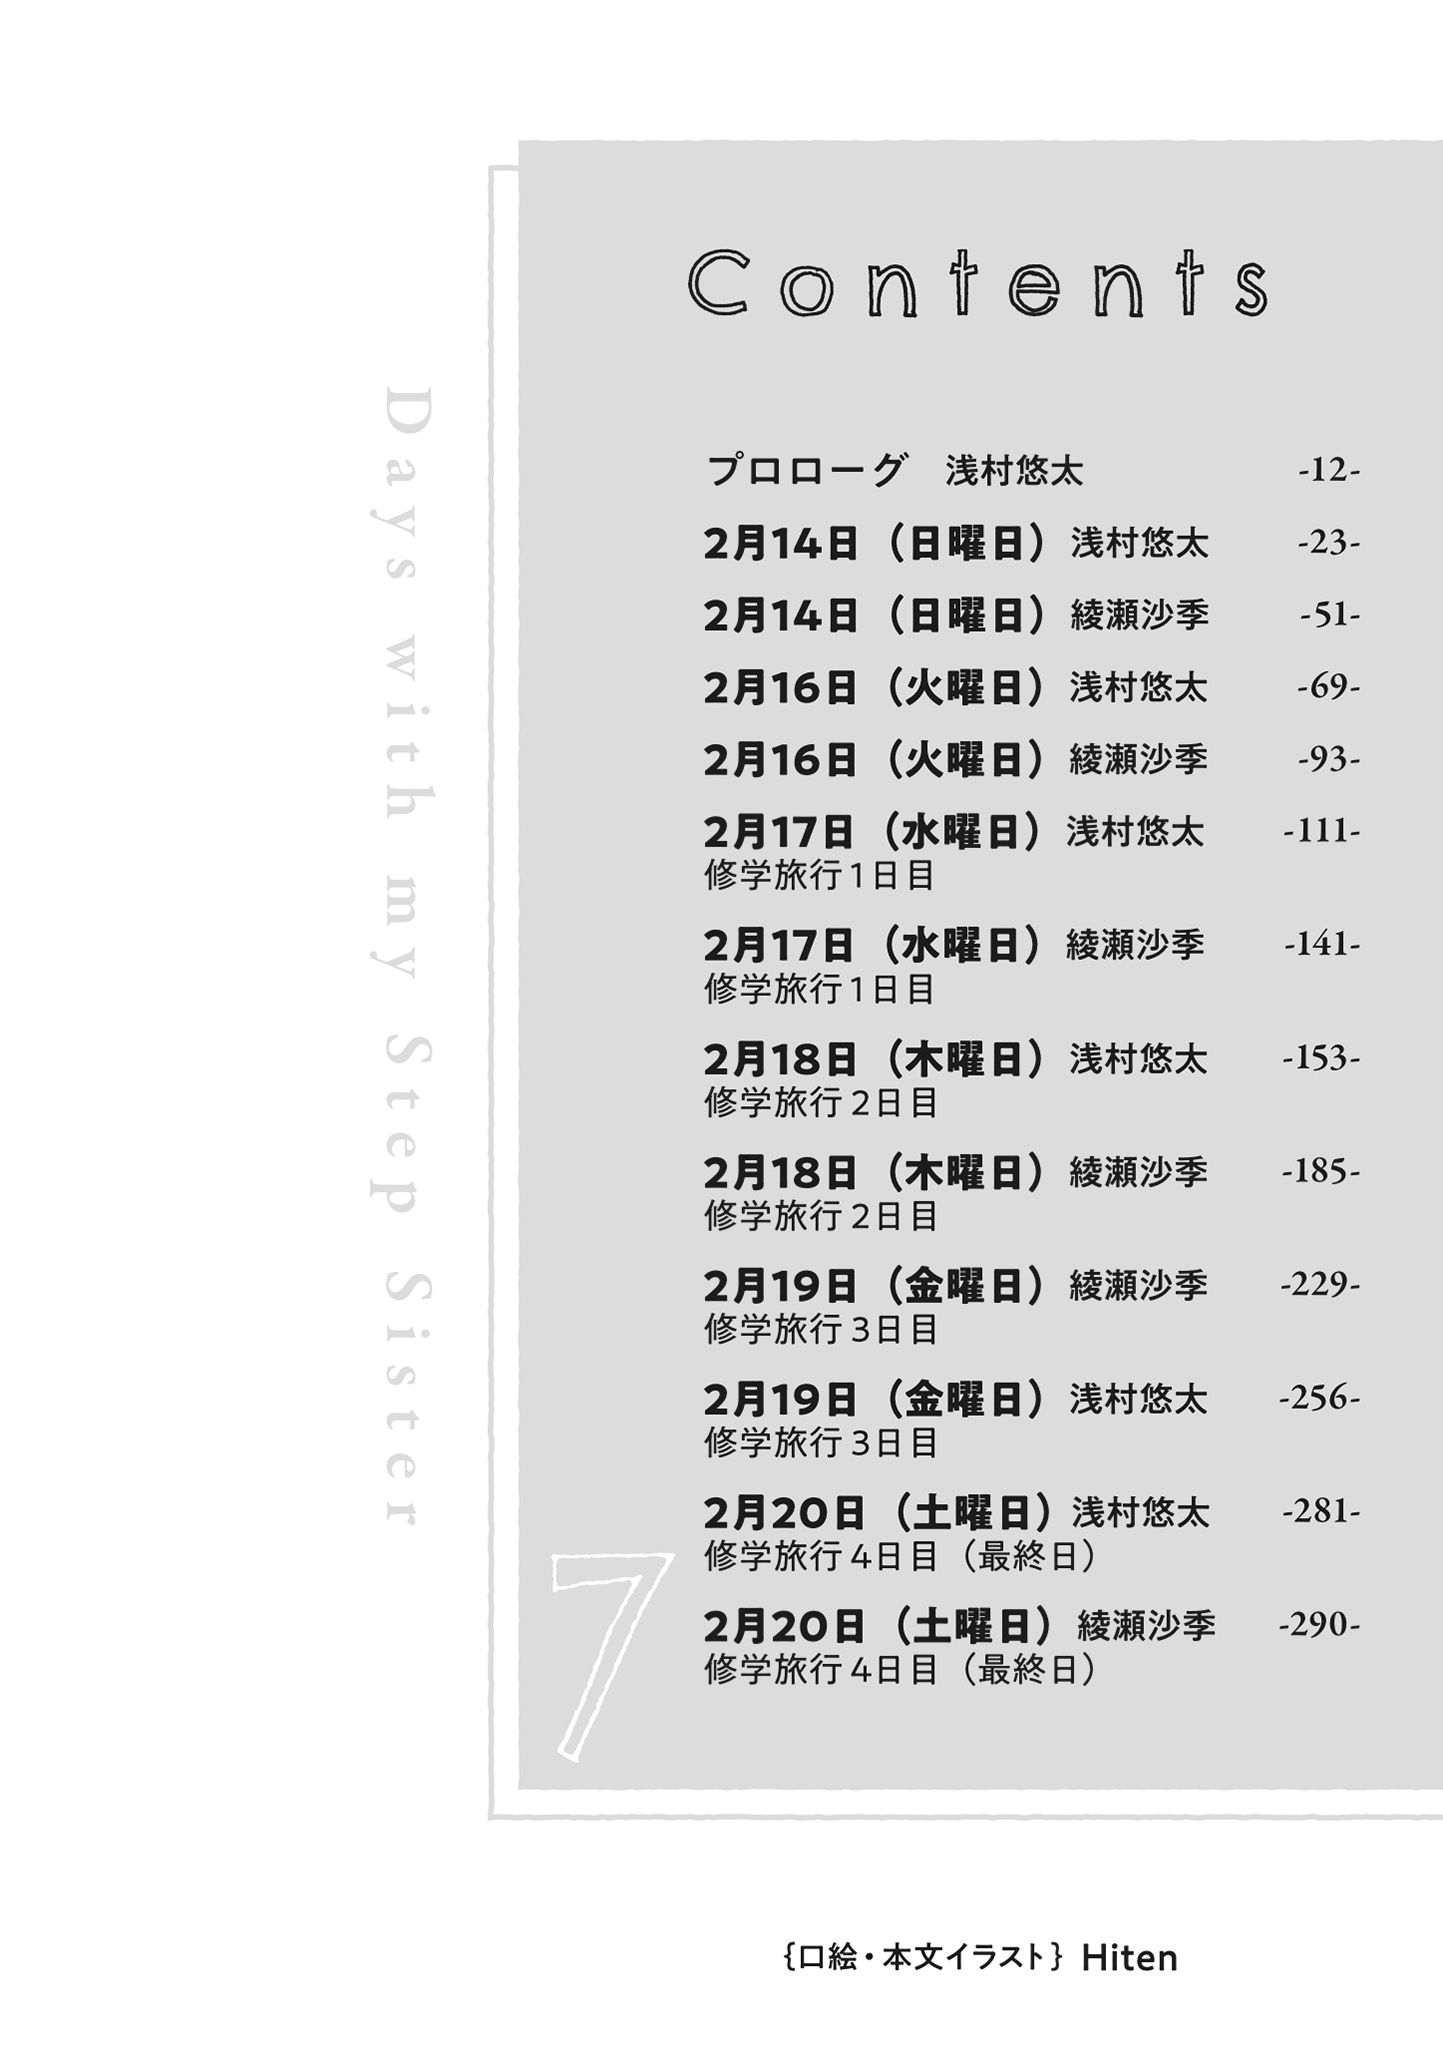 Contents
プロローグ 浅村悠太 -12-
2月14日（日曜日）浅村悠太 -23-
2月14日（日曜日）綾瀬沙季 -51-
2月16日（火曜日）浅村悠太 -69-
2月16日（火曜日）綾瀬沙季 -93-
2月17日（水曜日）浅村悠太 -111-
修学旅行1日目
2月17日（水曜日）綾瀬沙季 -141-
修学旅行1日目
2月18日（木曜日）浅村悠太 -153-
修学旅行2日目
2月18日（木曜日）綾瀬沙季 -185-
修学旅行2日目
2月19日（金曜日）綾瀬沙季 -229-
修学旅行3日目
2月19日（金曜日）浅村悠太 -256-
修学旅行3日目
2月20日（土曜日）浅村悠太 -281-
修学旅行4日目（最終日）
2月20日（土曜日）綾瀬沙季 -290-
修学旅行4日目（最終日）
Days with my Step Sister
7
{口絵・本文イラスト} Hiten